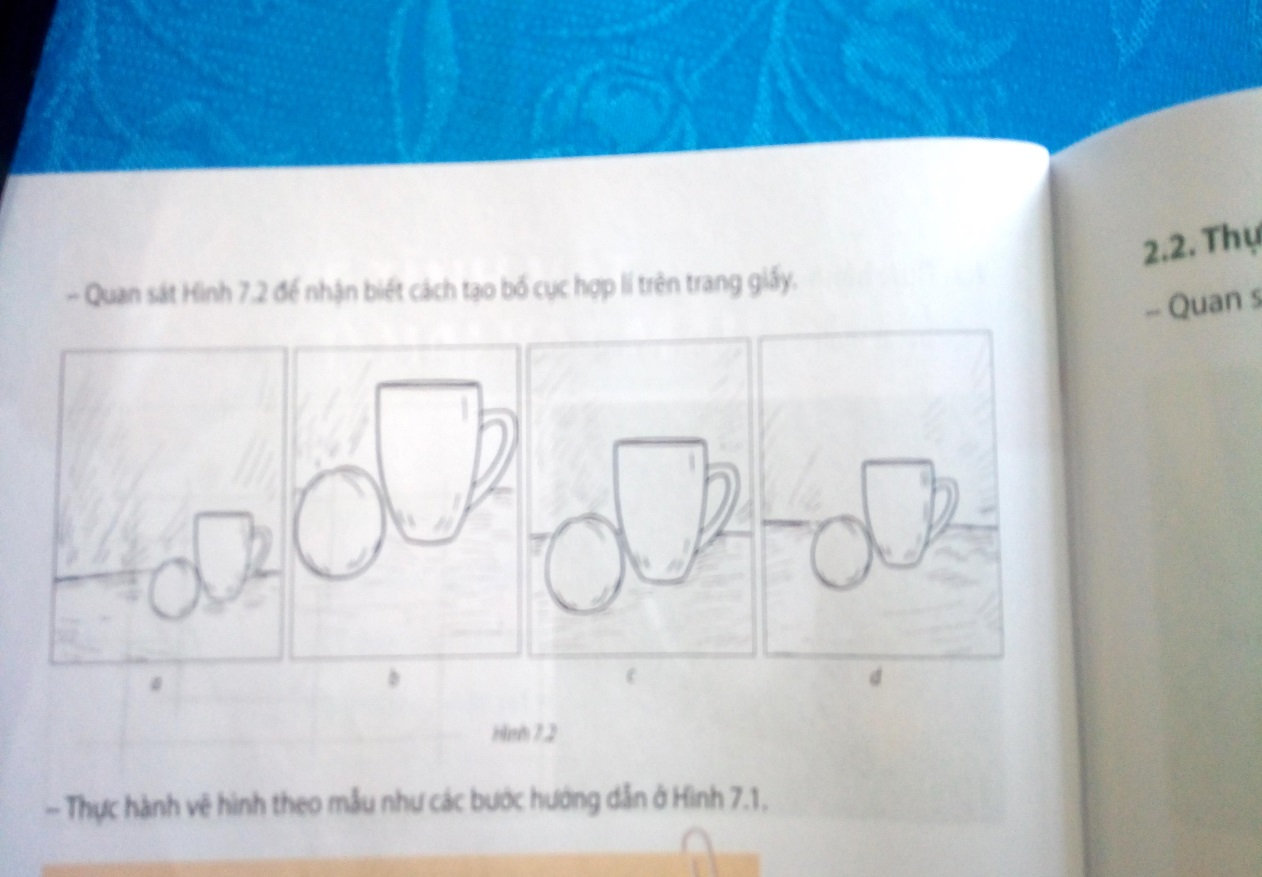 – Quan sát Hình 7.2 để nhận biết cách tạo bố cục hợp lí trên trang giấy.
a
b
c
d
Hình 7.2
– Thực hành vẽ hình theo mẫu như các bước hướng dẫn ở Hình 7.1.
2.2. Thự
– Quan s